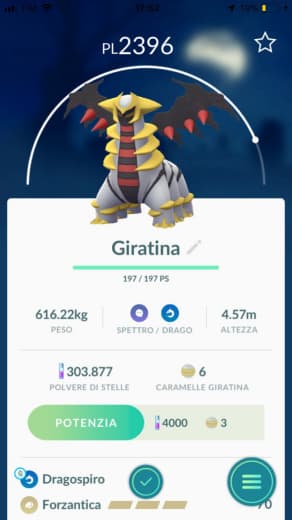 PL2396
Giratina
197 / 197 PS
616.22kg
PESO
SPETTRO / DRAGO
4.57m
ALTEZZA
303.877
POLVERE DI STELLE
6
CARAMELLE GIRATINA
POTENZIA
4000
3
Dragospiro
Forzantica
70